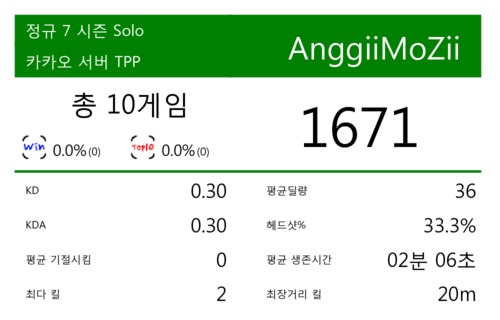 정규 7 시즌 Solo
카카오 서버 TPP
AnggiiMoZii
총 10게임
Win 0.0% (0)
Top10 0.0% (0)
1671
KD 0.30
평균딜량 36
KDA 0.30
헤드샷% 33.3%
평균 기절시킴 0
평균 생존시간 02분 06초
최다 킬 2
최장거리 킬 20m